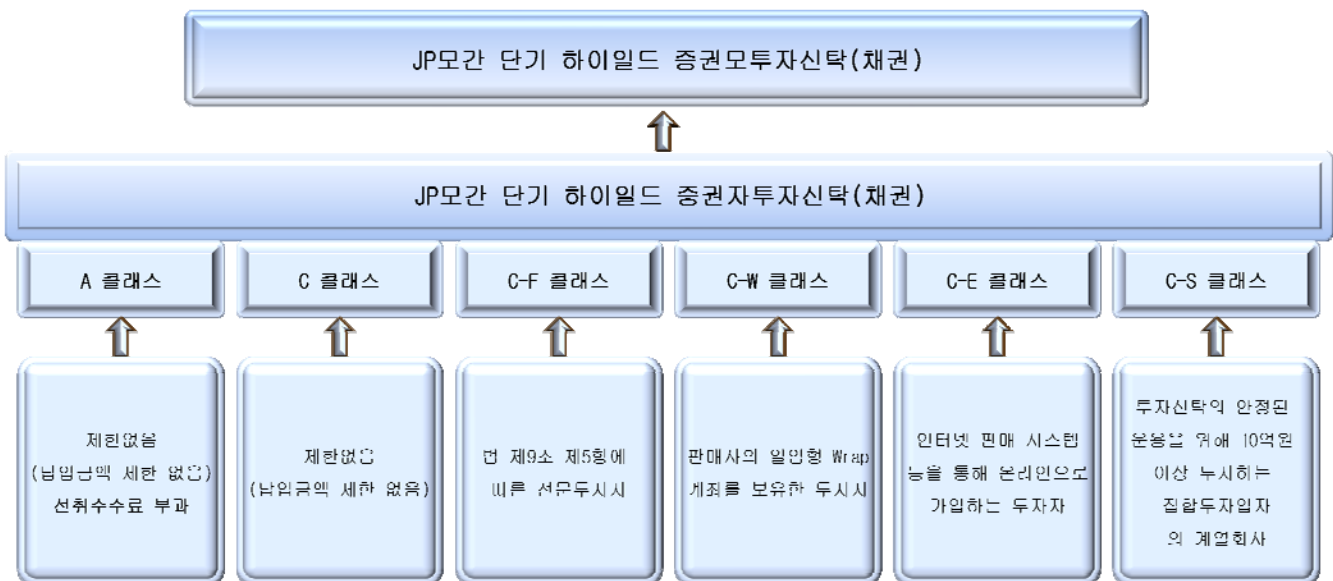 JP모간 단기 하이일드 증권모투자신탁(채권)
JP모간 단기 하이일드 증권자투자신탁(채권)
A 클래스
C 클래스
C-F 클래스
C-W 클래스
C-E 클래스
C-S 클래스
제한없음
(납입금액 제한 없음)
선취수수료 부과
제한없음
(납입금액 제한 없음)
법 제9조 제5항에
따른 전문투자자
판매사의 일임형 Wrap
계좌를 보유한 투자자
인터넷 판매 시스템
등을 통해 온라인으로
가입하는 투자자
투자신탁의 안정된
운용을 위해 10억원
이상 투자하는
집합투자업자
의 계열회사